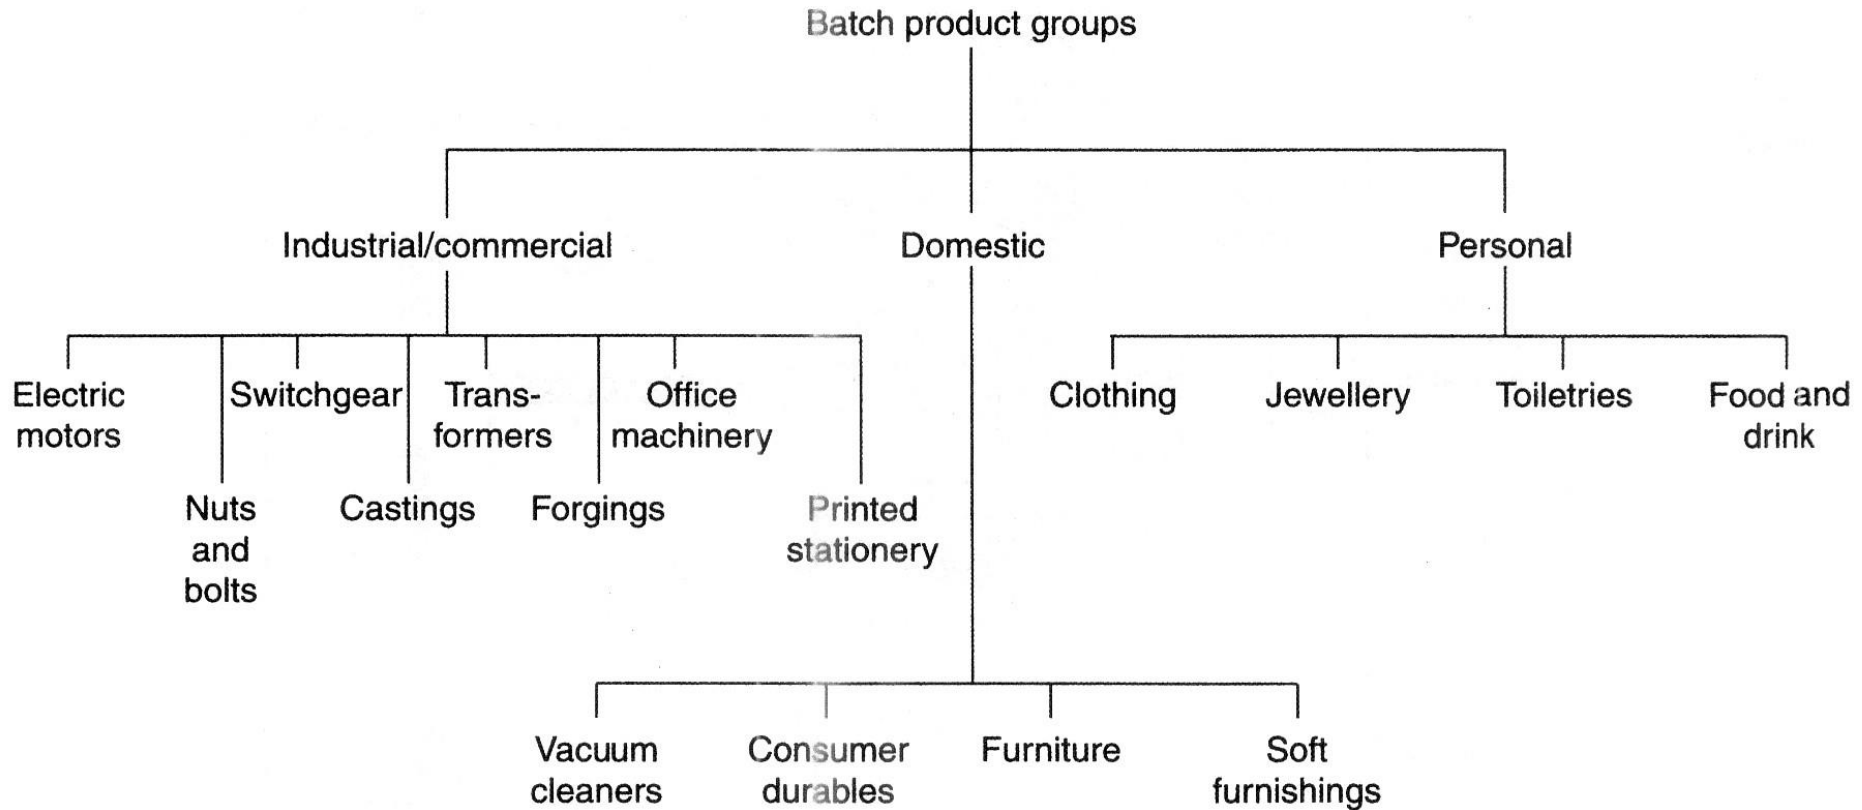 Batch product groups
Industrial/commercial
Domestic
Personal
Electric
motors
Switchgear
Trans-
formers
Office
machinery
Clothing
Jewellery
Toiletries
Food and
drink
Nuts
and
bolts
Castings
Forgings
Printed
stationery
Vacuum
cleaners
Consumer
durables
Furniture
Soft
furnishings